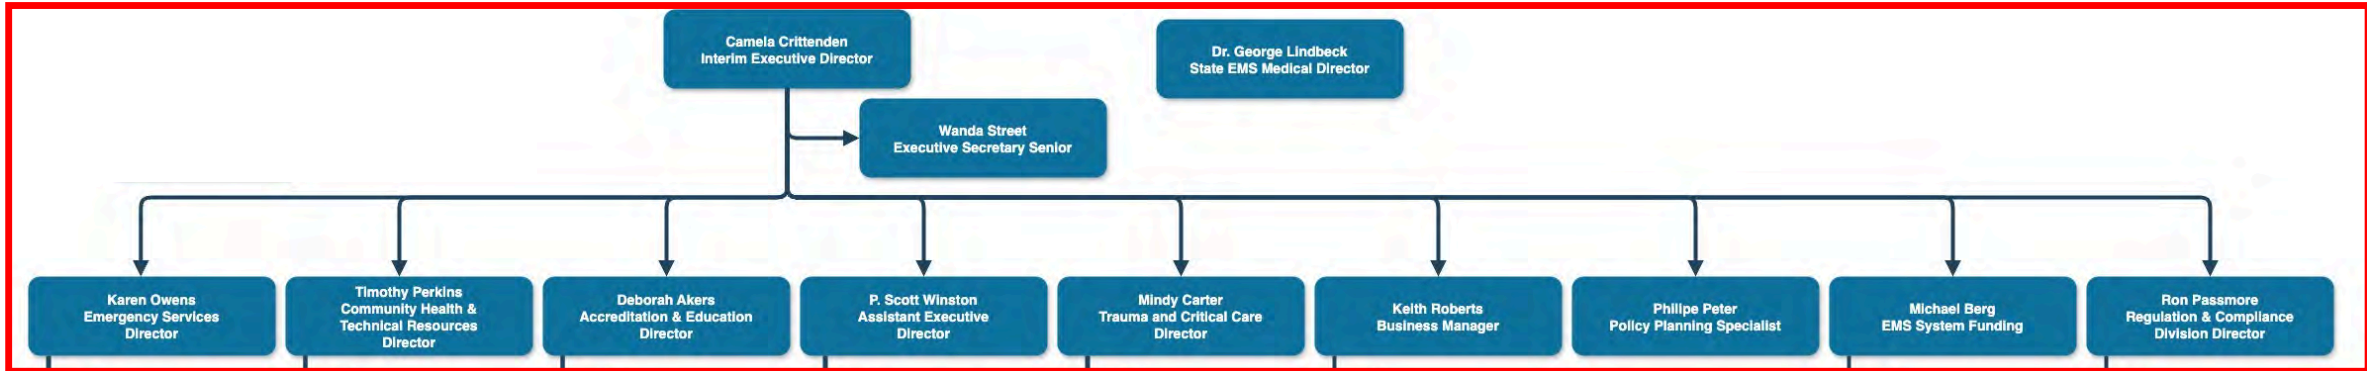 Camela Crittenden
Interim Executive Director
Dr. George Lindbeck
State EMS Medical Director
Wanda Street
Executive Secretary Senior
Karen Owens
Emergency Services
Director
Timothy Perkins
Community Health &
Technical Resources
Director
Deborah Akers
Accreditation & Education
Director
P. Scott Winston
Assistant Executive
Director
Mindy Carter
Trauma and Critical Care
Director
Keith Roberts
Business Manager
Philipe Peter
Policy Planning Specialist
Michael Berg
EMS System Funding
Ron Passmore
Regulation & Compliance
Division Director